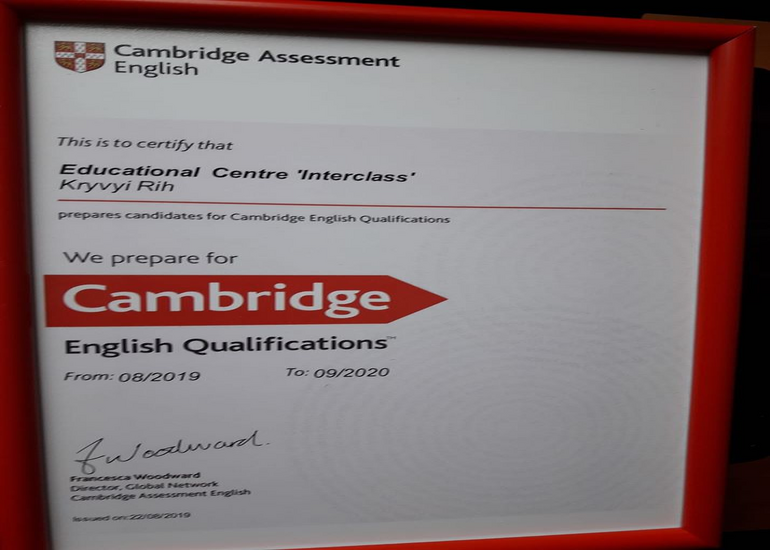 Cambridge Assessment
English
This is to certify that
Educational Centre 'Interclass'
Kryvyi Rih
prepares candidates for Cambridge English Qualifications
We prepare for
Cambridge
English Qualifications™
From: 08/2019 To: 09/2020
F Woodward.
Francesca Woodward
Director, Global Network
Cambridge Assessment English
Issued on:22/08/2019